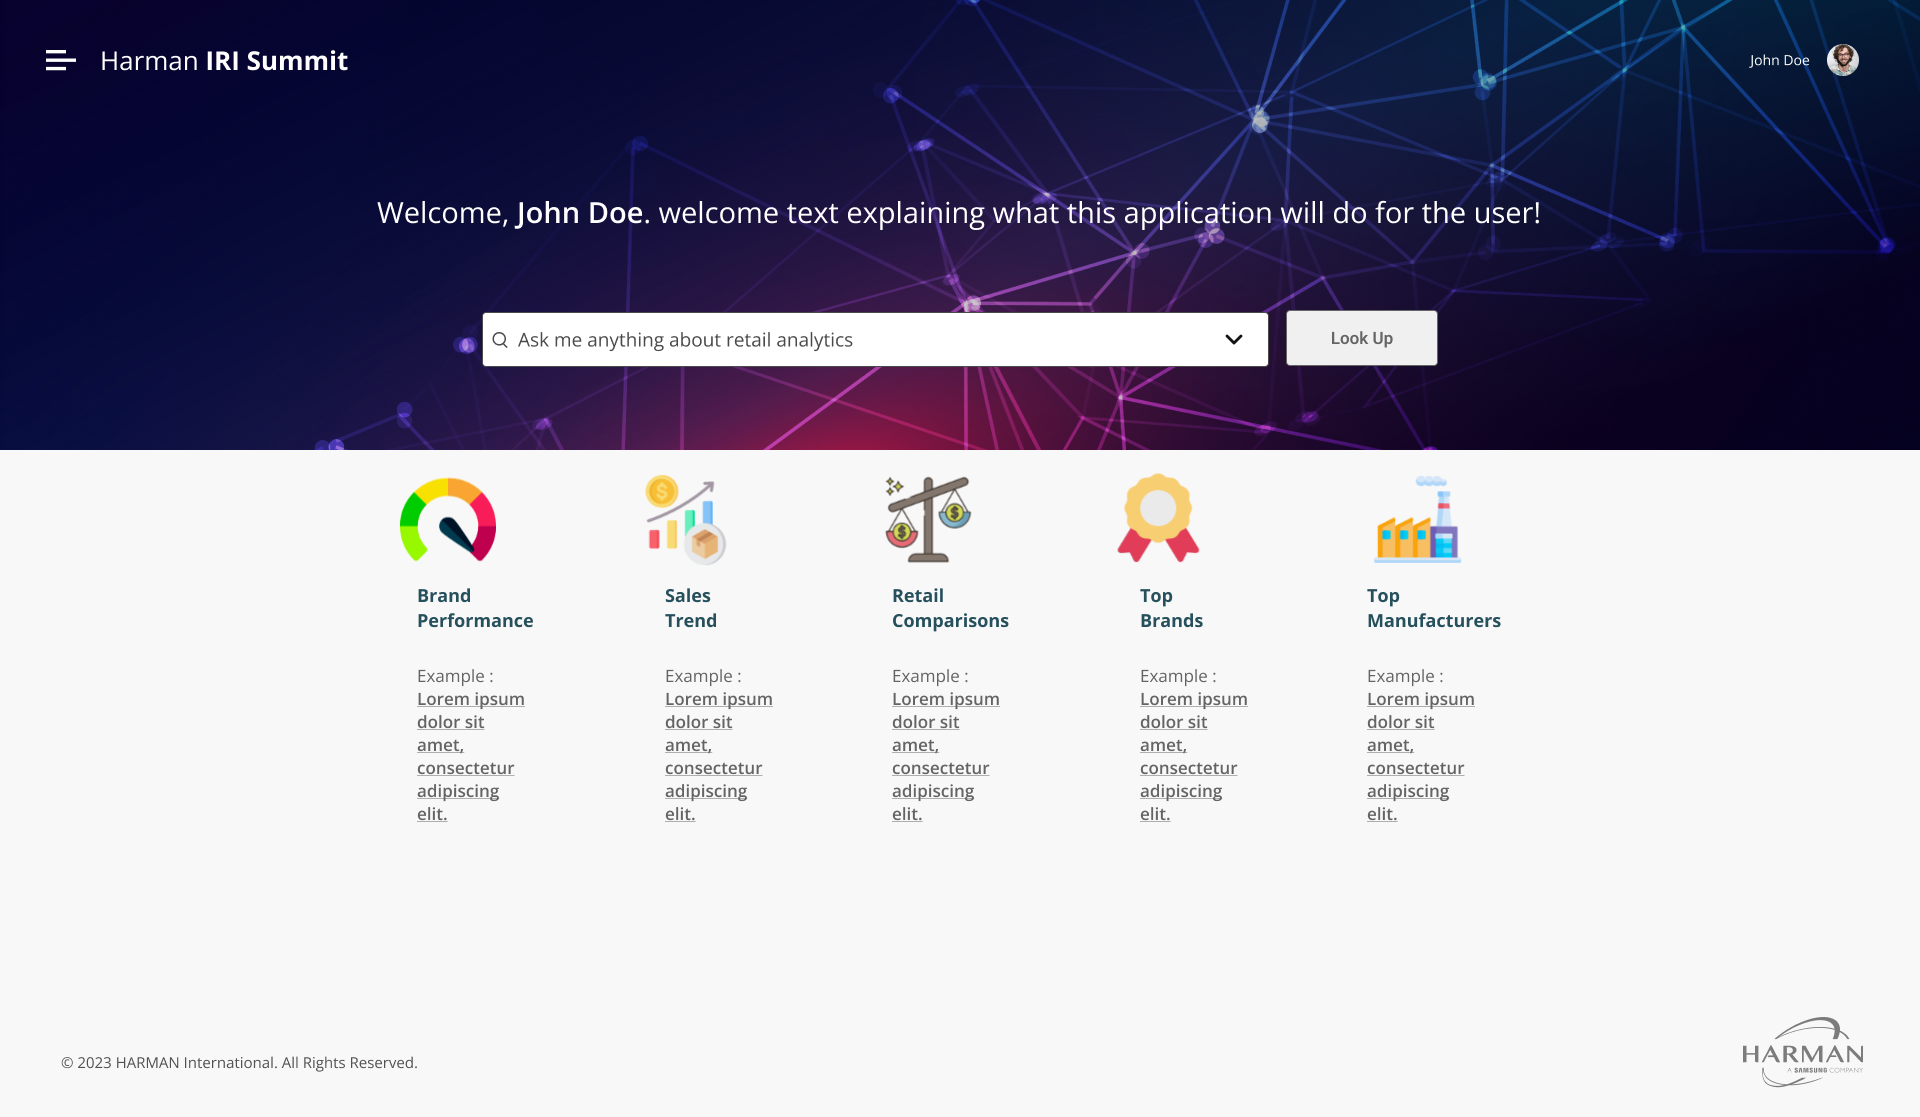 Harman IRI Summit
John Doe
Welcome, John Doe. welcome text explaining what this application will do for the user!
Ask me anything about retail analytics
Look Up
Brand
Performance
Example :
Lorem ipsum
dolor sit
amet,
consectetur
adipiscing
elit.
Sales
Trend
Example :
Lorem ipsum
dolor sit
amet,
consectetur
adipiscing
elit.
Retail
Comparisons
Example :
Lorem ipsum
dolor sit
amet,
consectetur
adipiscing
elit.
Top
Brands
Example :
Lorem ipsum
dolor sit
amet,
consectetur
adipiscing
elit.
Top
Manufacturers
Example :
Lorem ipsum
dolor sit
amet,
consectetur
adipiscing
elit.
© 2023 HARMAN International. All Rights Reserved.
HARMAN
A SAMSUNG COMPANY